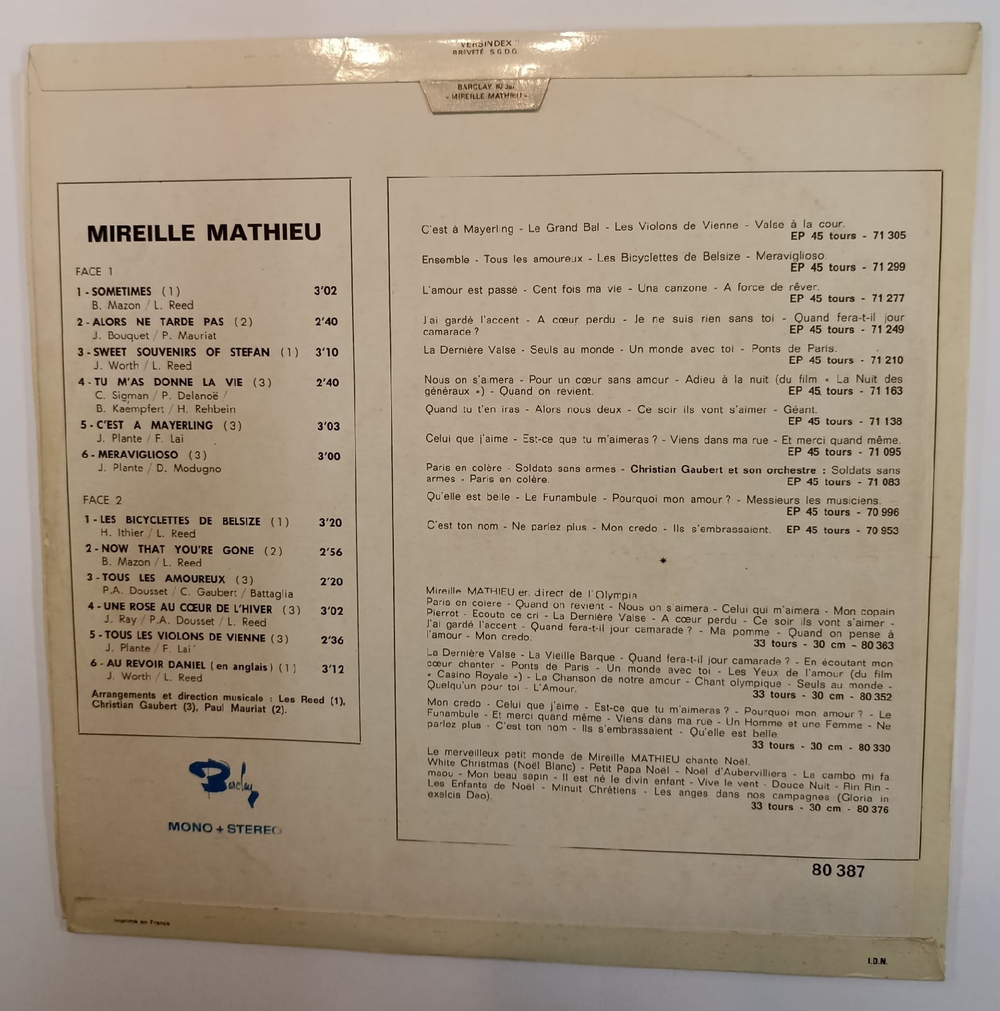 "VERSINDEX"
BREVETÉ S.G.D.G.
BARCLAY 80 387
« MIREILLE MATHIEU »
MIREILLE MATHIEU
FACE 1
1 - SOMETIMES (1) 3'02
B. Mazon / L. Reed
2 - ALORS NE TARDE PAS (2) 2'40
J. Bouquet / P. Mauriat
3 - SWEET SOUVENIRS OF STEFAN (1) 3'10
J. Worth / L. Reed
4 - TU M'AS DONNE LA VIE (3) 2'40
C. Sigman / P. Delanoë /
B. Kaempfert / H. Rehbein
5 - C'EST A MAYERLING (3) 3'03
J. Plante / F. Lai
6 - MERAVIGLIOSO (3) 3'00
J. Plante / D. Modugno
FACE 2
1 - LES BICYCLETTES DE BELSIZE (1) 3'20
H. Ithier / L. Reed
2 - NOW THAT YOU'RE GONE (2) 2'56
B. Mazon / L. Reed
3 - TOUS LES AMOUREUX (3) 2'20
P.A. Dousset / C. Gaubert / Battaglia
4 - UNE ROSE AU CŒUR DE L'HIVER (3) 3'02
J. Ray / P.A. Dousset / L. Reed
5 - TOUS LES VIOLONS DE VIENNE (3) 2'36
J. Plante / F. Lai
6 - AU REVOIR DANIEL (en anglais) (1) 3'12
J. Worth / L. Reed
Arrangements et direction musicale : Les Reed (1),
Christian Gaubert (3), Paul Mauriat (2).
Barclay
MONO + STEREO
C'est à Mayerling - Le Grand Bal - Les Violons de Vienne - Valse à la cour.
EP 45 tours - 71 305
Ensemble - Tous les amoureux - Les Bicyclettes de Belsize - Meraviglioso.
EP 45 tours - 71 299
L'amour est passé - Cent fois ma vie - Una canzone - A force de rêver.
EP 45 tours - 71 277
J'ai gardé l'accent - A cœur perdu - Je ne suis rien sans toi - Quand fera-t-il jour
camarade ? EP 45 tours - 71 249
La Dernière Valse - Seuls au monde - Un monde avec toi - Ponts de Paris.
EP 45 tours - 71 210
Nous on s'aimera - Pour un cœur sans amour - Adieu à la nuit (du film « La Nuit des
généraux ») - Quand on revient. EP 45 tours - 71 163
Quand tu t'en iras - Alors nous deux - Ce soir ils vont s'aimer - Géant.
EP 45 tours - 71 138
Celui que j'aime - Est-ce que tu m'aimeras ? - Viens dans ma rue - Et merci quand même.
EP 45 tours - 71 095
Paris en colère - Soldats sans armes - Christian Gaubert et son orchestre : Soldats sans
armes - Paris en colère. EP 45 tours - 71 083
Qu'elle est belle - Le Funambule - Pourquoi mon amour ? - Messieurs les musiciens.
EP 45 tours - 70 996
C'est ton nom - Ne parlez plus - Mon credo - Ils s'embrassaient. EP 45 tours - 70 953
*
Mireille MATHIEU en direct de l'Olympia
Paris en colère - Quand on revient - Nous on s'aimera - Celui qui m'aimera - Mon copain
Pierrot - Ecoute ce cri - La Dernière Valse - A cœur perdu - Ce soir ils vont s'aimer -
J'ai gardé l'accent - Quand fera-t-il jour camarade ? - Ma pomme - Quand on pense à
l'amour - Mon credo. 33 tours - 30 cm - 80 363
La Dernière Valse - La Vieille Barque - Quand fera-t-il jour camarade ? - En écoutant mon
cœur chanter - Ponts de Paris - Un monde avec toi - Les Yeux de l'amour (du film
« Casino Royale ») - La Chanson de notre amour - Chant olympique - Seuls au monde -
Quelqu'un pour toi - L'Amour. 33 tours - 30 cm - 80 352
Mon credo - Celui que j'aime - Est-ce que tu m'aimeras ? - Pourquoi mon amour ? - Le
Funambule - Et merci quand même - Viens dans ma rue - Un Homme et une Femme - Ne
parlez plus - C'est ton nom - Ils s'embrassaient - Qu'elle est belle.
33 tours - 30 cm - 80 330
Le merveilleux petit monde de Mireille MATHIEU chante Noël.
White Christmas (Noël Blanc) - Petit Papa Noël - Noël d'Aubervilliers - La cambo mi fa
maou - Mon beau sapin - Il est né le divin enfant - Vive le vent - Douce Nuit - Rin Rin -
Les Enfants de Noël - Minuit Chrétiens - Les anges dans nos campagnes (Gloria in
exelcis Deo). 33 tours - 30 cm - 80 376
80 387
Imprimé en France
I.D.N.